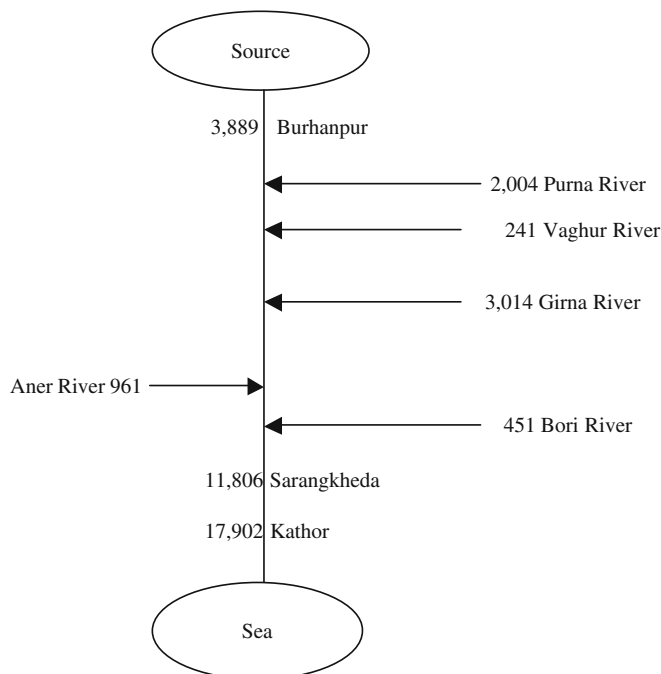 Source
3,889 Burhanpur
2,004 Purna River
241 Vaghur River
3,014 Girna River
Aner River 961
451 Bori River
11,806 Sarangkheda
17,902 Kathor
Sea